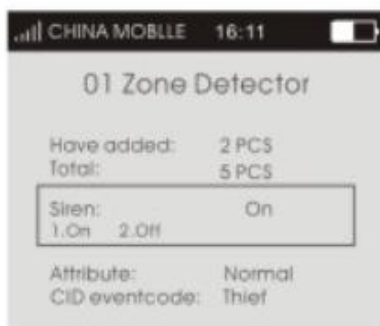 CHINA MOBLLE 16:11
01 Zone Detector
Have added: 2 PCS
Total: 5 PCS
Siren: On
1.On 2.Off
Attribute: Normal
CID eventcode: Thief